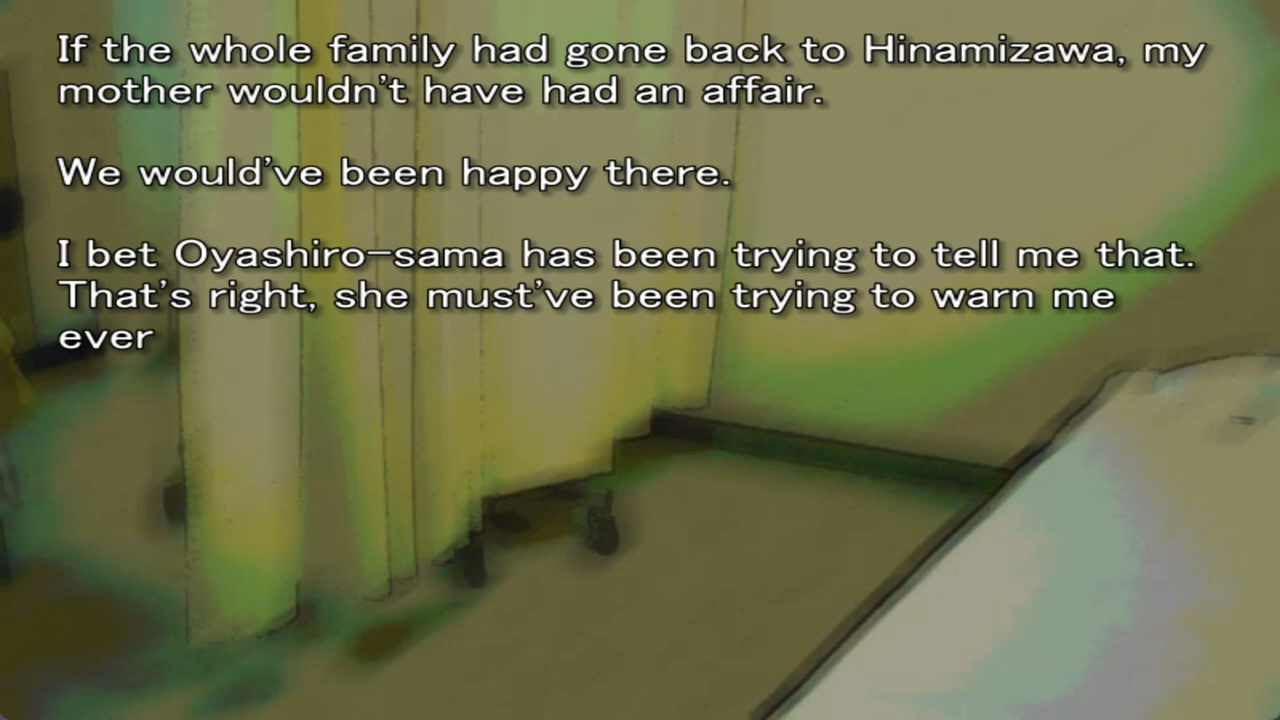 If the whole family had gone back to Hinamizawa, my
mother wouldn't have had an affair.
We would've been happy there.
I bet Oyashiro-sama has been trying to tell me that.
That's right, she must've been trying to warn me
ever